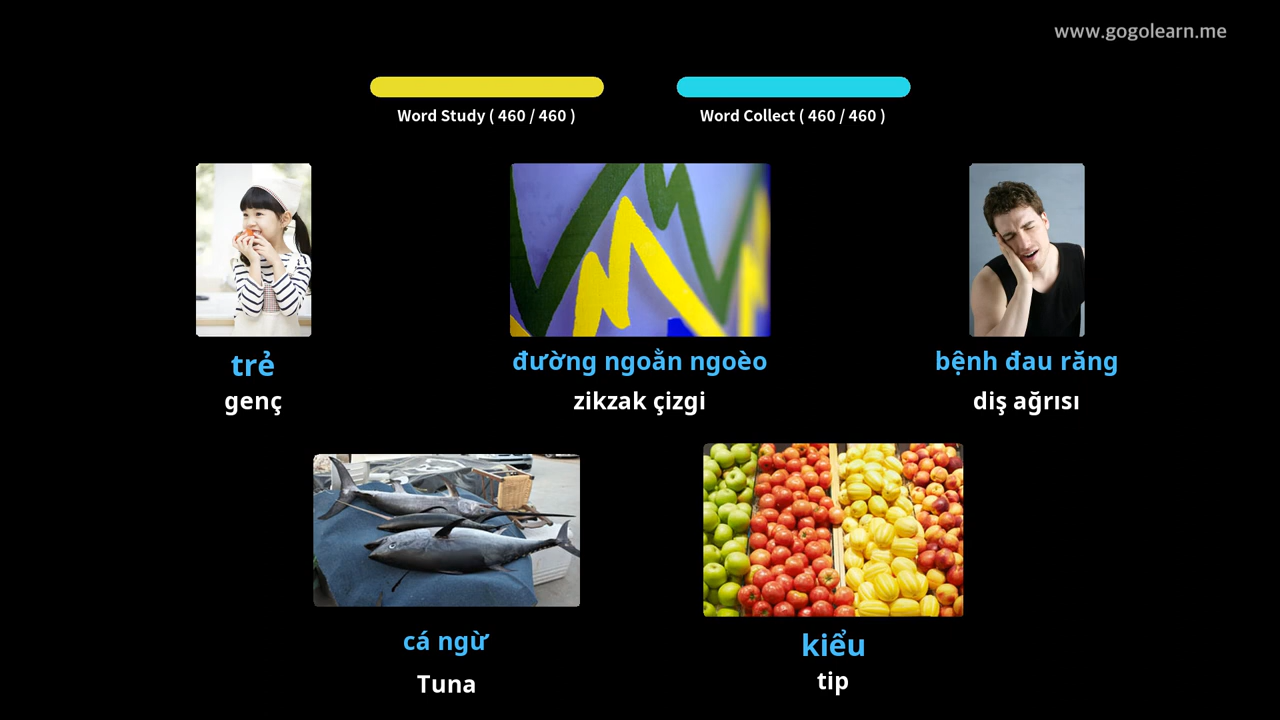 www.gogolearn.me
Word Study ( 460 / 460 )
Word Collect ( 460 / 460 )
trẻ
genç
đường ngoằn ngoèo
zikzak çizgi
bệnh đau răng
diş ağrısı
cá ngừ
Tuna
kiểu
tip